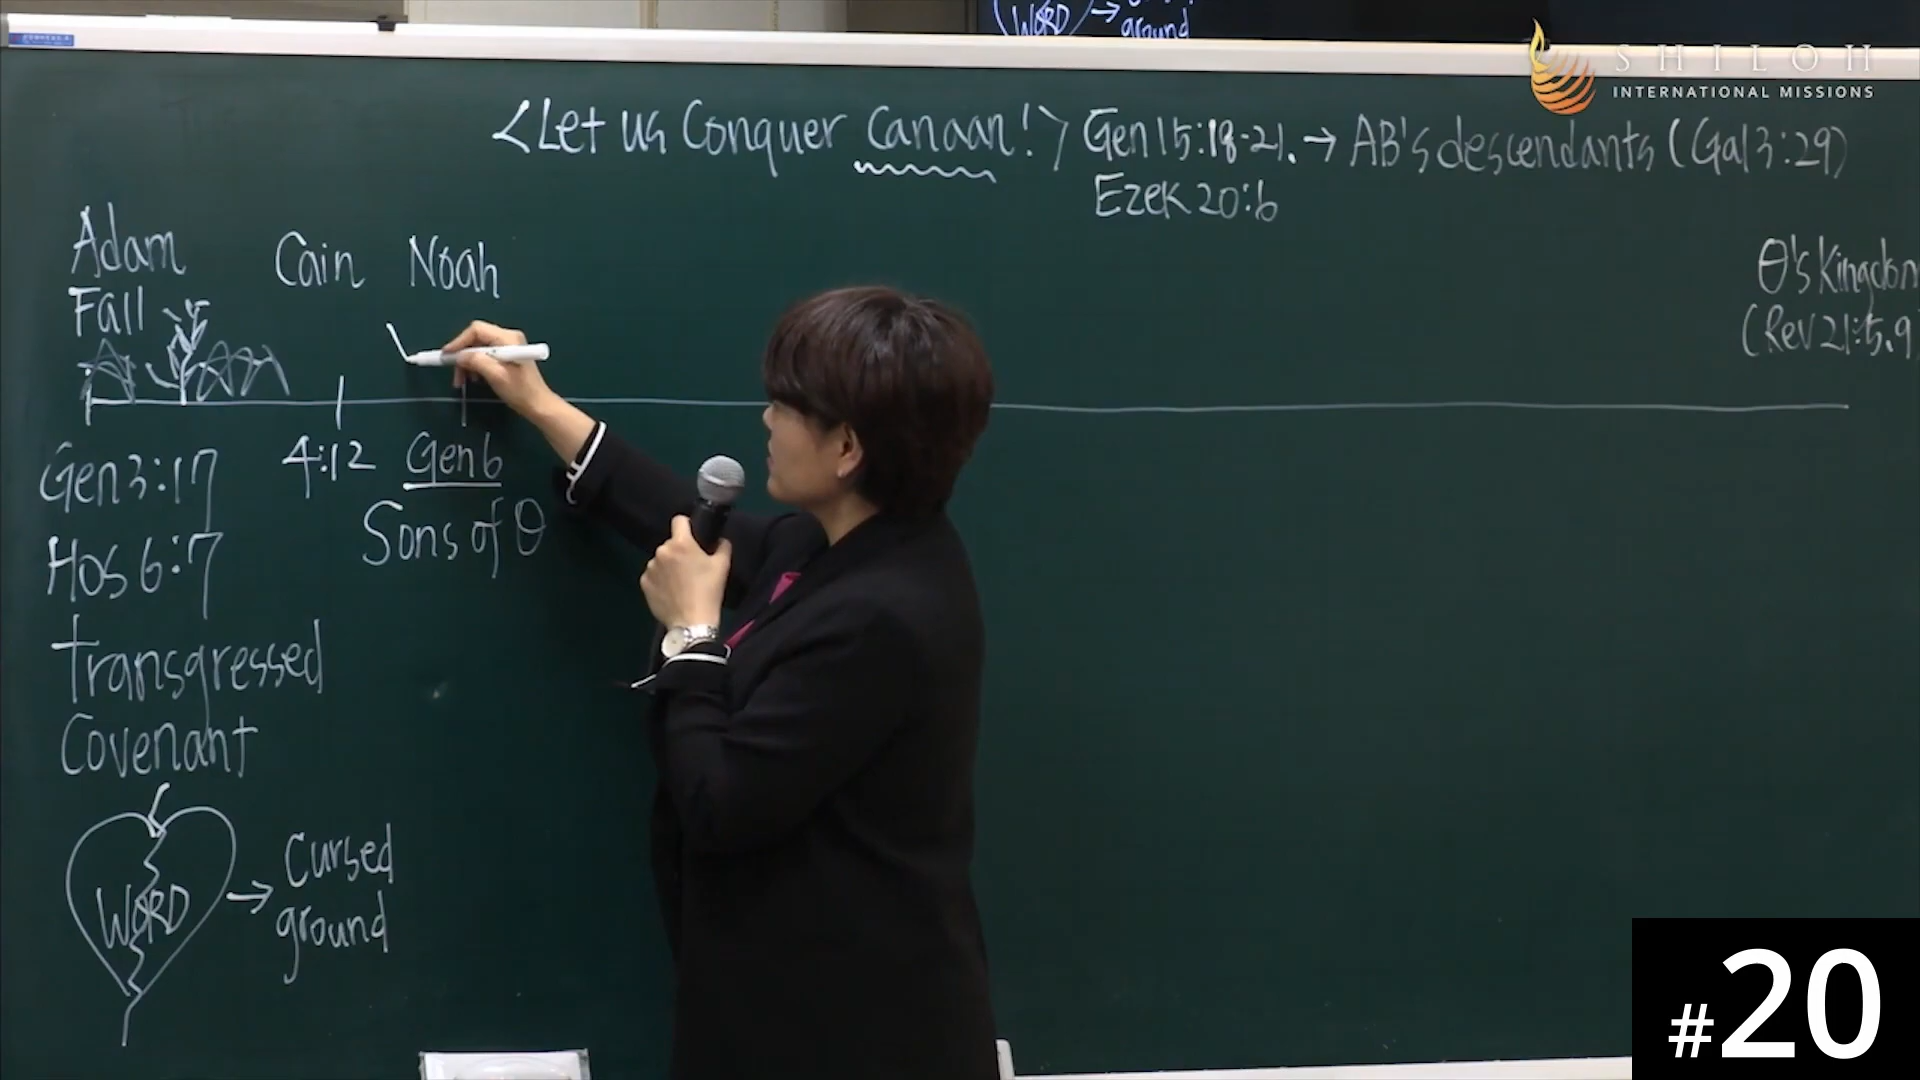 WORD → ground
SHILOH
INTERNATIONAL MISSIONS
<Let us Conquer Canaan!> Gen 15:18-21. → AB's descendants (Gal 3:29)
Ezek 20:6
Adam
Fall
Cain
Noah
θ's Kingdom
(Rev 21:5.9)
Gen 3:17
Hos 6:7
Transgressed
Covenant
4:12
Gen 6
Sons of θ
WORD → Cursed
ground
#20